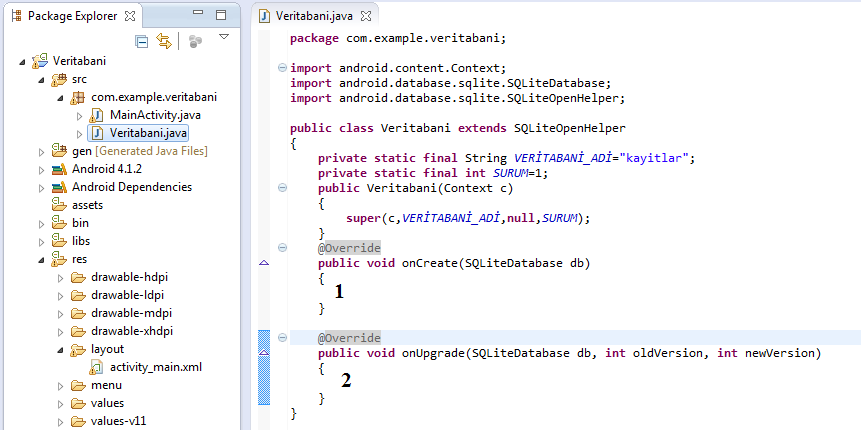 Package Explorer
Veritabani
src
com.example.veritabani
MainActivity.java
Veritabani.java
gen [Generated Java Files]
Android 4.1.2
Android Dependencies
assets
bin
libs
res
drawable-hdpi
drawable-ldpi
drawable-mdpi
drawable-xhdpi
layout
activity_main.xml
menu
values
values-v11
Veritabani.java
package com.example.veritabani;
import android.content.Context;
import android.database.sqlite.SQLiteDatabase;
import android.database.sqlite.SQLiteOpenHelper;
public class Veritabani extends SQLiteOpenHelper
{
private static final String VERİTABANİ_ADİ="kayitlar";
private static final int SURUM=1;
public Veritabani(Context c)
{
super(c,VERİTABANİ_ADİ,null,SURUM);
}
@Override
public void onCreate(SQLiteDatabase db)
{
1
}
@Override
public void onUpgrade(SQLiteDatabase db, int oldVersion, int newVersion)
{
2
}
}